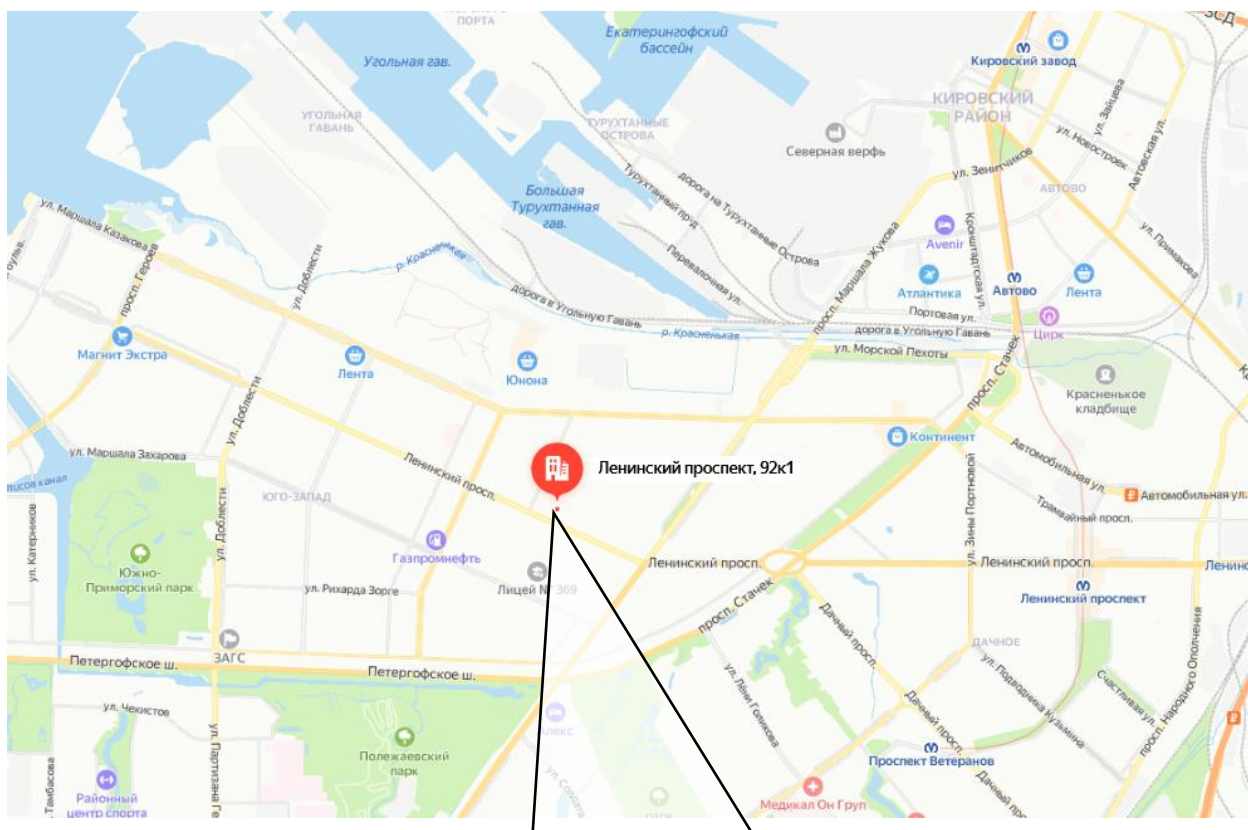 ПОРТА
ЗСД
Екатерингофский
бассейн
Угольная гав.
Кировский завод
КИРОВСКИЙ
РАЙОН
ул. Зайцева
УГОЛЬНАЯ
ГАВАНЬ
ТУРУХТАННЫЕ
ОСТРОВА
Северная верфь
ул. Новостроек
Автовская ул.
ул. Зенитчиков
Турухтанный пр-д
дорога на Турухтанные Острова
АВТОВО
Большая
Турухтанная
гав.
ул. Маршала Казакова
Avenir
Кронштадтская ул.
ул. Примакова
р. Красненькая
Перевалочная ул.
просп. Маршала Жукова
просп. Героев
ул. Доблести
Атлантика
Автово
Лента
дорога в Угольную Гавань
Портовая ул.
Цирк
р. Красненькая
дорога в Угольную Гавань
Магнит Экстра
Лента
Юнона
ул. Морской Пехоты
просп. Стачек
Красненькое
кладбище
ул. Доблести
Континент
ул. Маршала Захарова
Ленинский просп.
Ленинский проспект, 92к1
Автомобильная ул.
Автомобильная ул.
ЮГО-ЗАПАД
ул. Зины Портновой
Трамвайный просп.
ул. Катерников
ул. Доблести
Газпромнефть
Ленинский просп.
Ленинский просп.
Южно-
Приморский парк
ул. Рихарда Зорге
Лицей № 369
просп. Стачек
Дачный просп.
Ленинский проспект
ЗАГС
ДАЧНОЕ
Петергофское ш.
Петергофское ш.
ул. Лёни Голикова
ул. Подводника Кузьмина
Счастливая ул.
просп. Народного Ополчения
ул. Чекистов
Дачный просп.
Алекс
Полежаевский
парк
Проспект Ветеранов
Районный
центр спорта
Медикал Он Груп
ПАРК